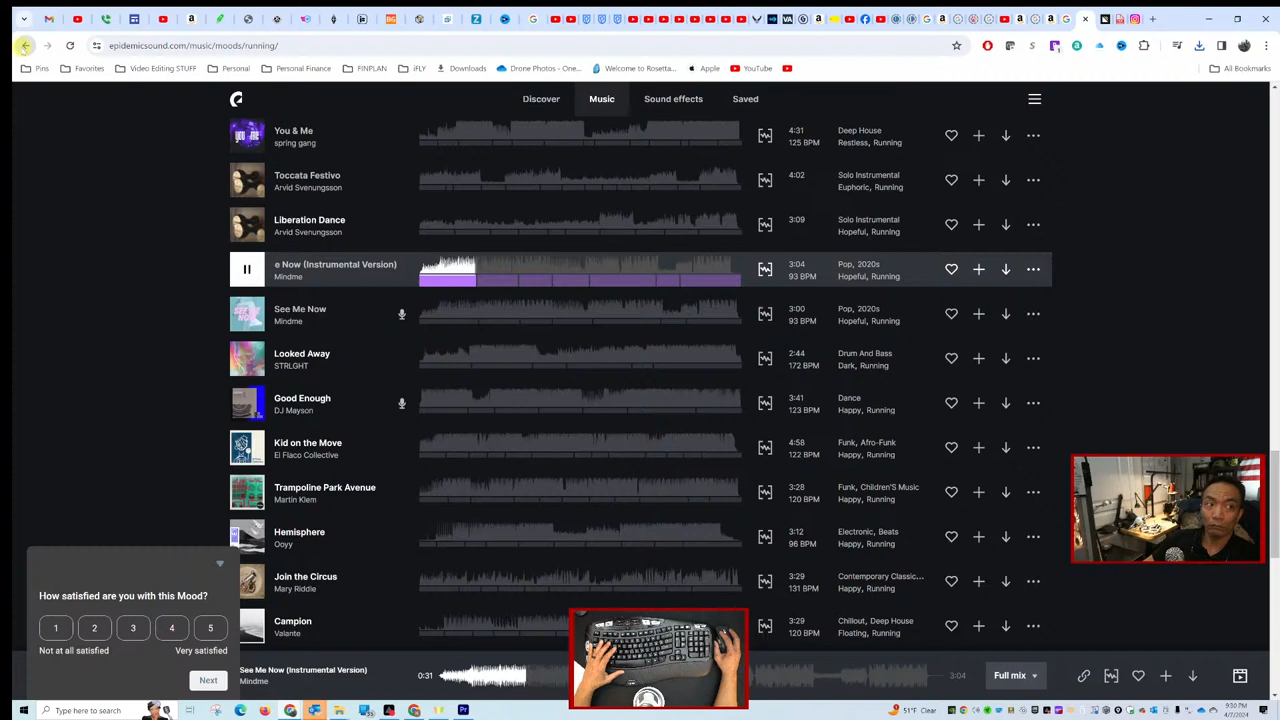 epidemicsound.com/music/moods/running/
Pins
Favorites
Video Editing STUFF
Personal
Personal Finance
FINNPLAN
iFLY
Downloads
Drone Photos - One...
Welcome to Rosetta...
Apple
YouTube
All Bookmarks
Discover
Music
Sound effects
Saved
You & Me
spring gang
4:31
125 BPM
Deep House
Restless, Running
Toccata Festivo
Arvid Svenungsson
4:02
Solo Instrumental
Euphoric, Running
Liberation Dance
Arvid Svenungsson
3:09
Solo Instrumental
Hopeful, Running
e Now (Instrumental Version)
Mindme
3:04
93 BPM
Pop, 2020s
Hopeful, Running
See Me Now
Mindme
3:00
93 BPM
Pop, 2020s
Hopeful, Running
Looked Away
STRLGHT
2:44
172 BPM
Drum And Bass
Dark, Running
Good Enough
DJ Mayson
3:41
123 BPM
Dance
Happy, Running
Kid on the Move
El Flaco Collective
4:58
122 BPM
Funk, Afro-Funk
Happy, Running
Trampoline Park Avenue
Martin Klem
3:28
120 BPM
Funk, Children'S Music
Happy, Running
Hemisphere
Ooyy
3:12
96 BPM
Electronic, Beats
Happy, Running
Join the Circus
Mary Riddle
3:29
131 BPM
Contemporary Classic...
Happy, Running
Campion
Valante
3:29
120 BPM
Chillout, Deep House
Floating, Running
How satisfied are you with this Mood?
1 2 3 4 5
Not at all satisfied
Very satisfied
Next
See Me Now (Instrumental Version)
Mindme
0:31
3:04
Full mix
Type here to search
51°F Clear
9:30 PM
4/7/2024